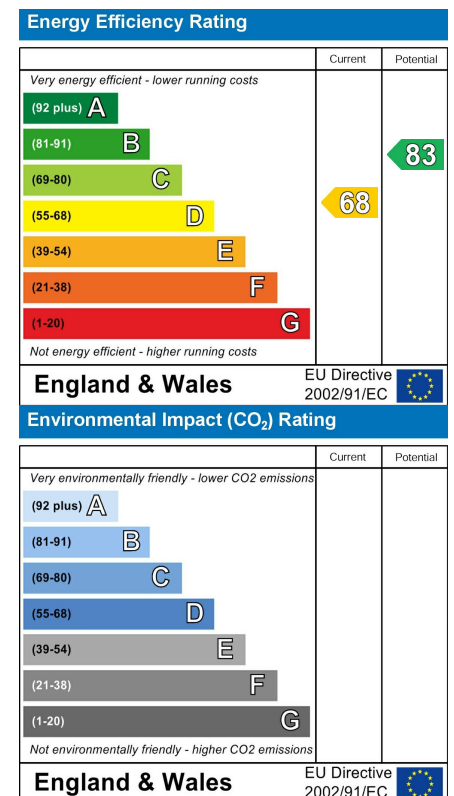 Energy Efficiency Rating
Current Potential
Very energy efficient - lower running costs
(92 plus) A
(81-91) B
83
(69-80) C
68
(55-68) D
(39-54) E
(21-38) F
(1-20) G
Not energy efficient - higher running costs
England & Wales
EU Directive
2002/91/EC
Environmental Impact (CO₂) Rating
Current Potential
Very environmentally friendly - lower CO2 emissions
(92 plus) A
(81-91) B
(69-80) C
(55-68) D
(39-54) E
(21-38) F
(1-20) G
Not environmentally friendly - higher CO2 emissions
England & Wales
EU Directive
2002/91/EC